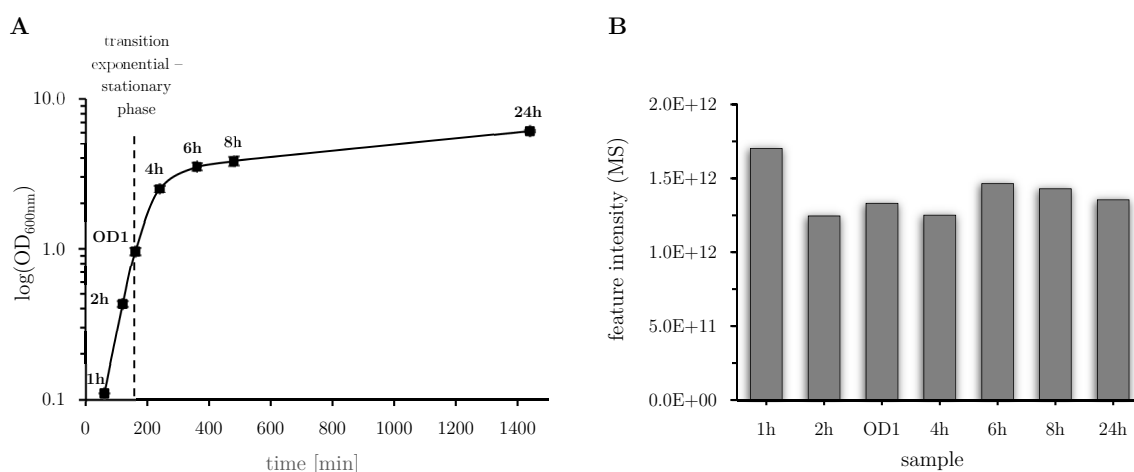 A
transition
exponential –
stationary
phase
10.0
1.0
0.1
log(OD600nm)
1h
2h
OD1
4h
6h
8h
24h
0 200 400 600 800 1000 1200 1400
time [min]
B
feature intensity (MS)
2.0E+12
1.5E+12
1.0E+12
5.0E+11
0.0E+00
1h 2h OD1 4h 6h 8h 24h
sample